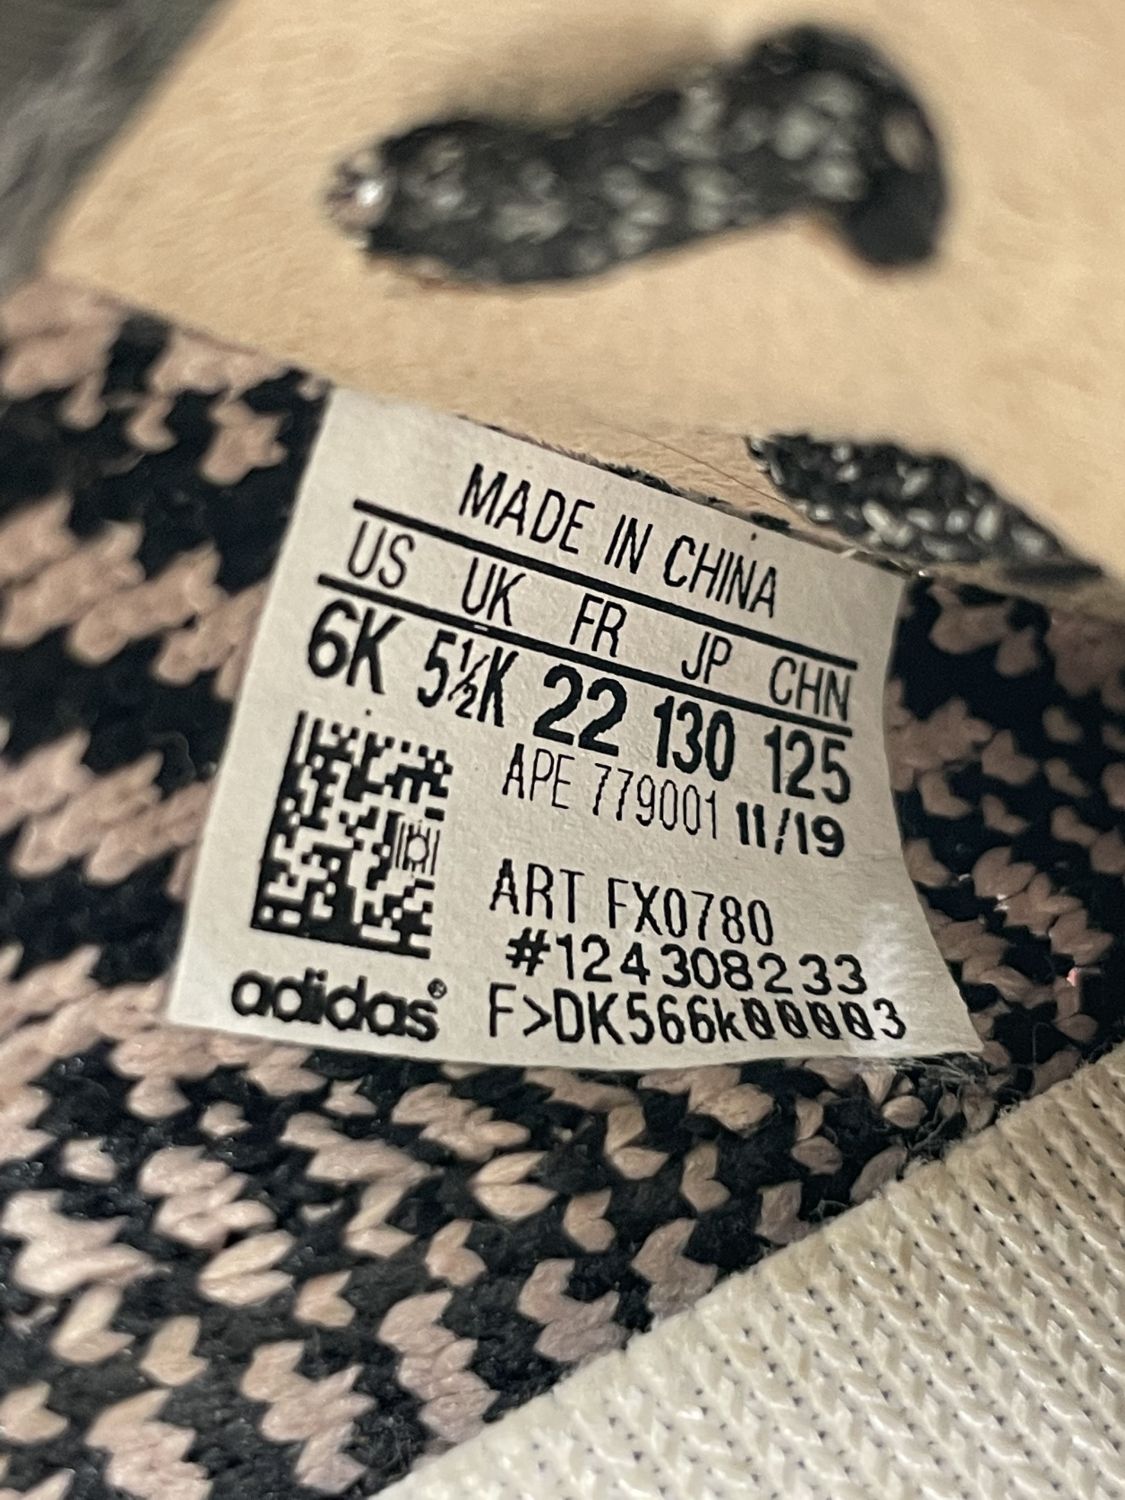 MADE IN CHINA
US UK FR JP CHN
6K 5½K 22 130 125
APE 779001 11/19
ART FX0780
#124308233
adidas® F>DK566k00003